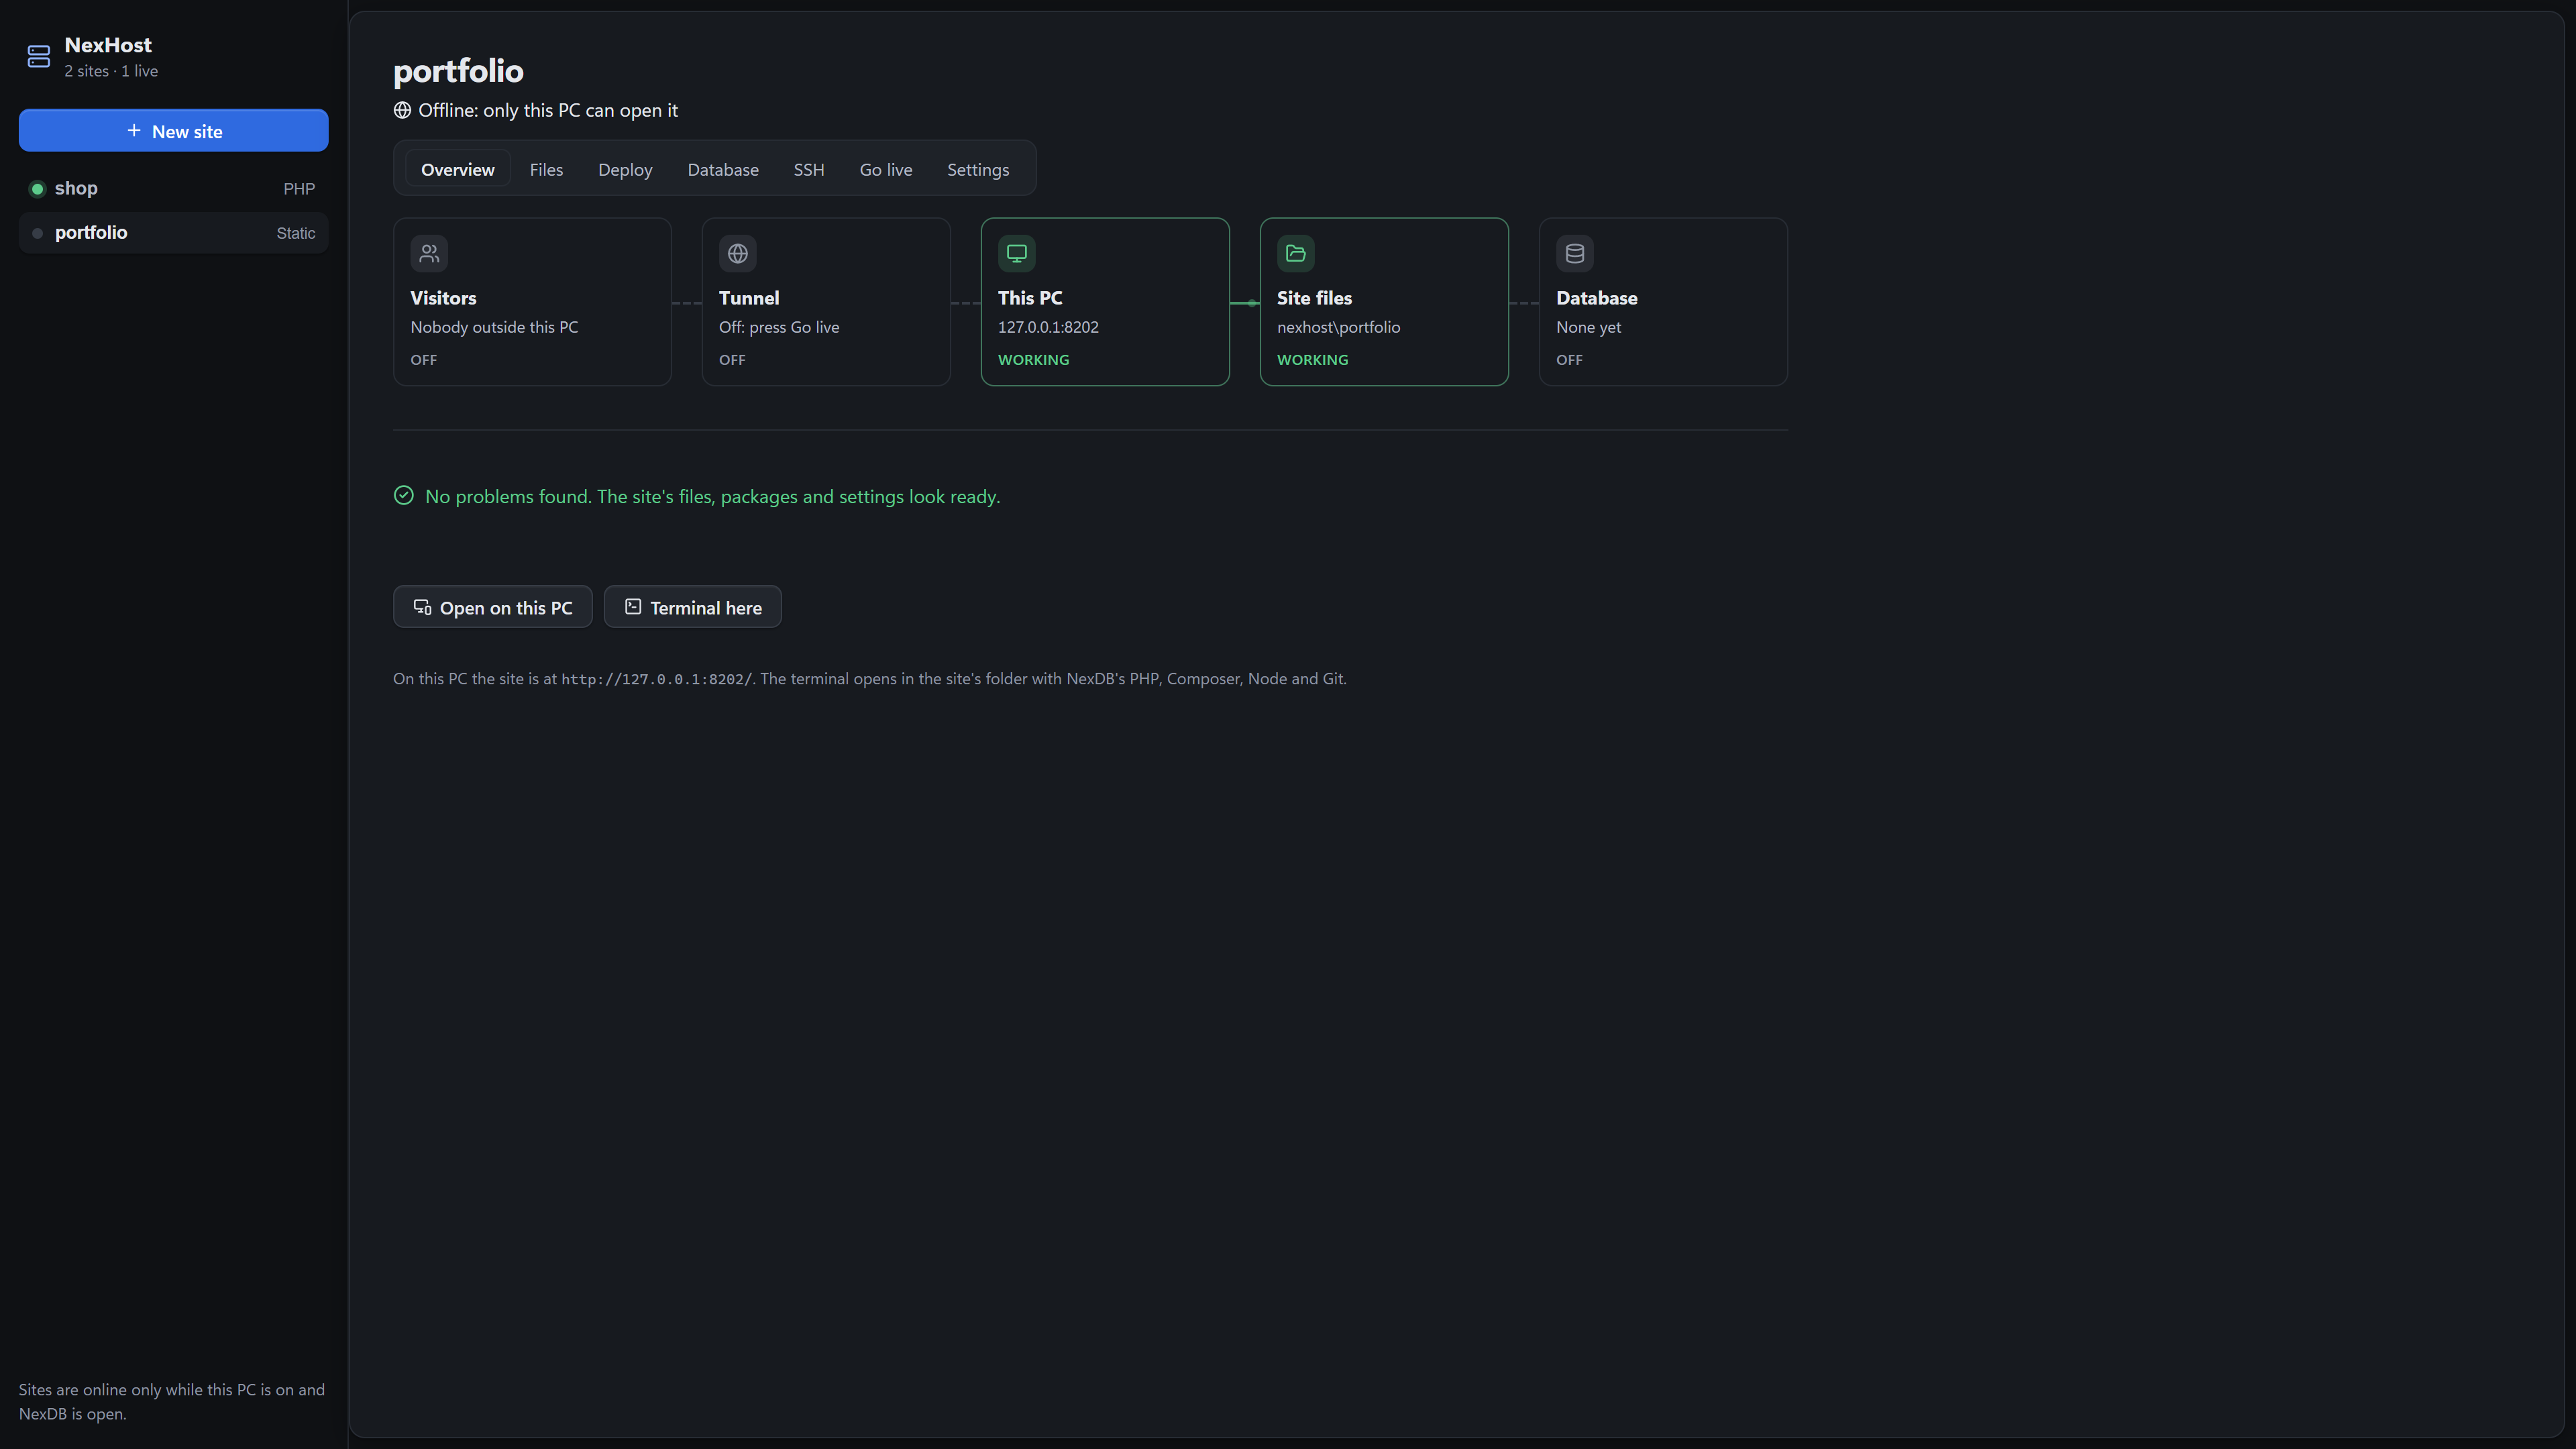 NexHost
2 sites · 1 live
New site
shop PHP
portfolio Static
Sites are online only while this PC is on and
NexDB is open.
portfolio
Offline: only this PC can open it
Overview Files Deploy Database SSH Go live Settings
Visitors
Nobody outside this PC
OFF
Tunnel
Off: press Go live
OFF
This PC
127.0.0.1:8202
WORKING
Site files
nexhost\portfolio
WORKING
Database
None yet
OFF
No problems found. The site's files, packages and settings look ready.
Open on this PC Terminal here
On this PC the site is at http://127.0.0.1:8202/. The terminal opens in the site's folder with NexDB's PHP, Composer, Node and Git.